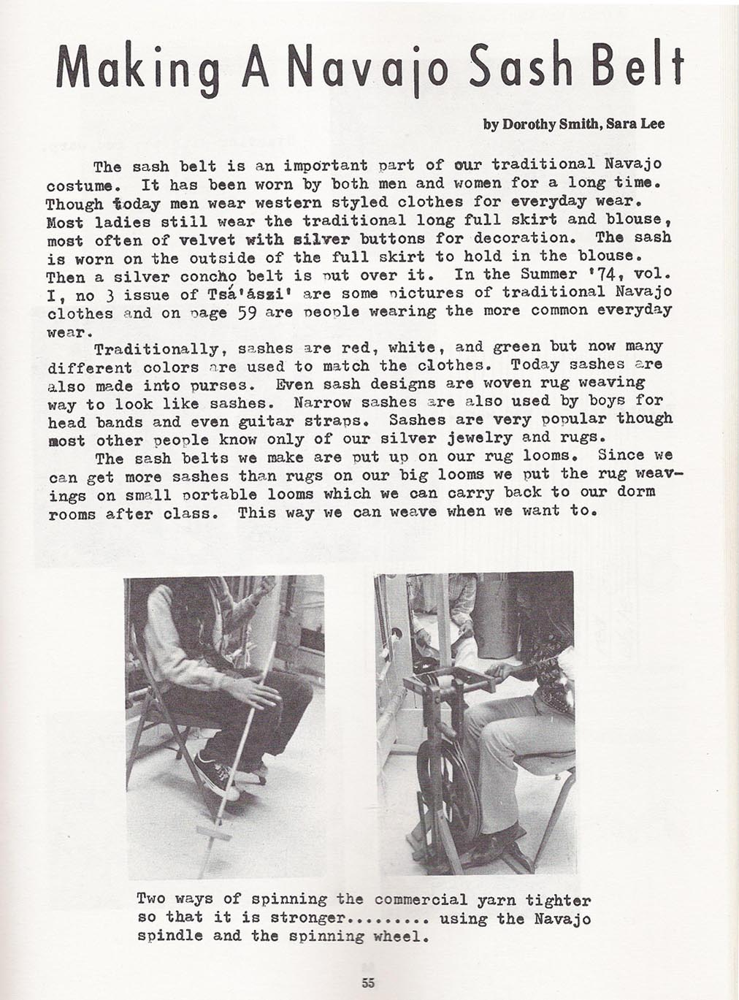 Making A Navajo Sash Belt
by Dorothy Smith, Sara Lee
The sash belt is an important part of our traditional Navajo
costume. It has been worn by both men and women for a long time.
Though today men wear western styled clothes for everyday wear.
Most ladies still wear the traditional long full skirt and blouse,
most often of velvet with silver buttons for decoration. The sash
is worn on the outside of the full skirt to hold in the blouse.
Then a silver concho belt is put over it. In the Summer '74, vol.
I, no 3 issue of Tsá'ászi' are some pictures of traditional Navajo
clothes and on page 59 are people wearing the more common everyday
wear.
Traditionally, sashes are red, white, and green but now many
different colors are used to match the clothes. Today sashes are
also made into purses. Even sash designs are woven rug weaving
way to look like sashes. Narrow sashes are also used by boys for
head bands and even guitar straps. Sashes are very popular though
most other people know only of our silver jewelry and rugs.
The sash belts we make are put up on our rug looms. Since we
can get more sashes than rugs on our big looms we put the rug weav-
ings on small portable looms which we can carry back to our dorm
rooms after class. This way we can weave when we want to.
Two ways of spinning the commercial yarn tighter
so that it is stronger......... using the Navajo
spindle and the spinning wheel.
55